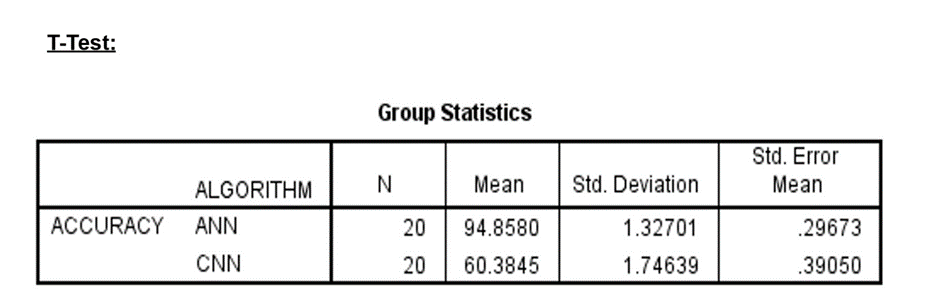 T-Test:
Group Statistics
ALGORITHM N Mean Std. Deviation Std. Error Mean
ACCURACY ANN 20 94.8580 1.32701 .29673
CNN 20 60.3845 1.74639 .39050